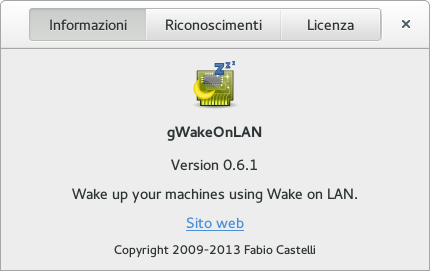 Informazioni Riconoscimenti Licenza ×
zzz
gWakeOnLAN
Version 0.6.1
Wake up your machines using Wake on LAN.
Sito web
Copyright 2009-2013 Fabio Castelli